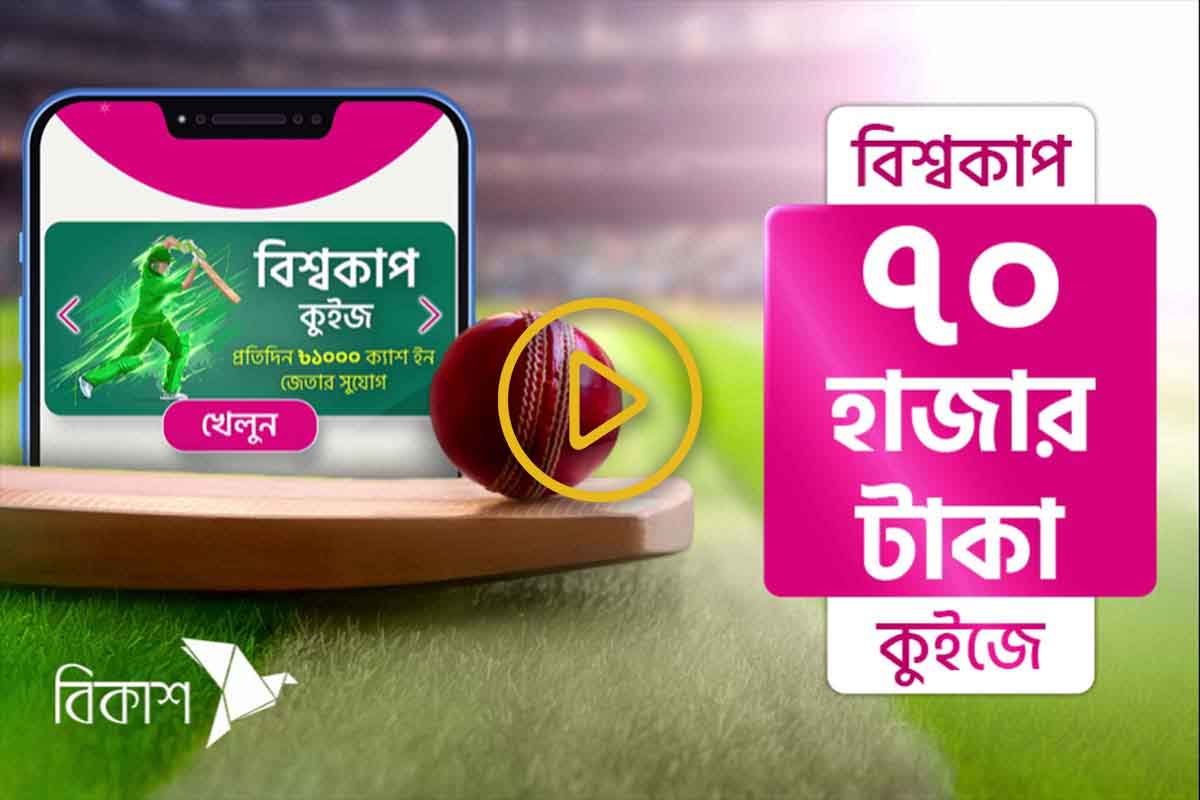 বিশ্বকাপ
কুইজ
প্রতিদিন ৳১০০০ ক্যাশ ইন
জেতার সুযোগ
খেলুন
বিশ্বকাপ
৭০
হাজার
টাকা
কুইজে
বিকাশ